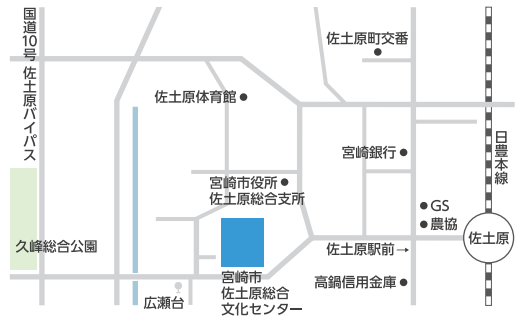 国道10号 佐土原バイパス
佐土原町交番
佐土原体育館
宮崎銀行
日豊本線
宮崎市役所
佐土原総合支所
GS
農協
久峰総合公園
佐土原駅前→
佐土原
宮崎市
佐土原総合
文化センター
高鍋信用金庫
広瀬台